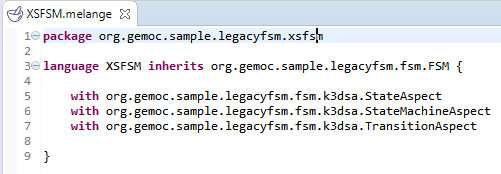 XSFSM.melange
1 package org.gemoc.sample.legacyfsm.xsfsm
2
3 language XSFSM inherits org.gemoc.sample.legacyfsm.fsm.FSM {
4
5 with org.gemoc.sample.legacyfsm.fsm.k3dsa.StateAspect
6 with org.gemoc.sample.legacyfsm.fsm.k3dsa.StateMachineAspect
7 with org.gemoc.sample.legacyfsm.fsm.k3dsa.TransitionAspect
8
9 }